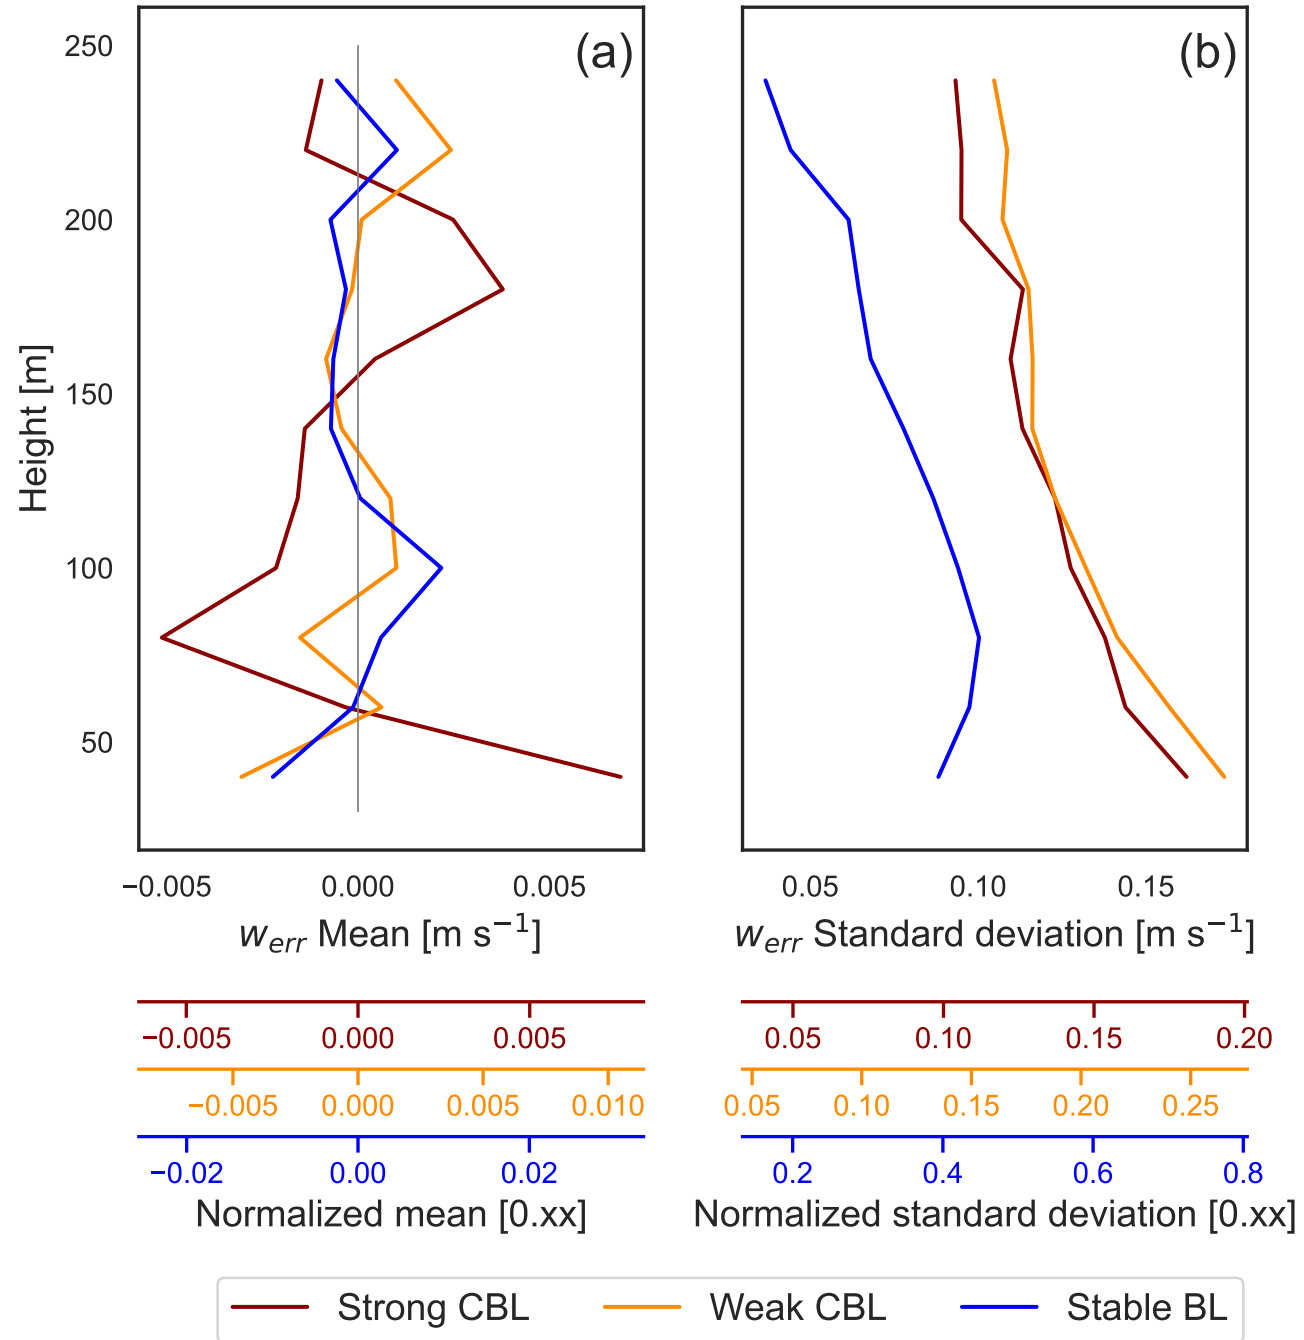 (a)
(b)
250
200
150
100
50
Height [m]
−0.005 0.000 0.005
0.05 0.10 0.15
w_err Mean [m s⁻¹]
w_err Standard deviation [m s⁻¹]
−0.005 0.000 0.005
0.05 0.10 0.15 0.20
−0.005 0.000 0.005 0.010
0.05 0.10 0.15 0.20 0.25
−0.02 0.00 0.02
0.2 0.4 0.6 0.8
Normalized mean [0.xx]
Normalized standard deviation [0.xx]
Strong CBL Weak CBL Stable BL